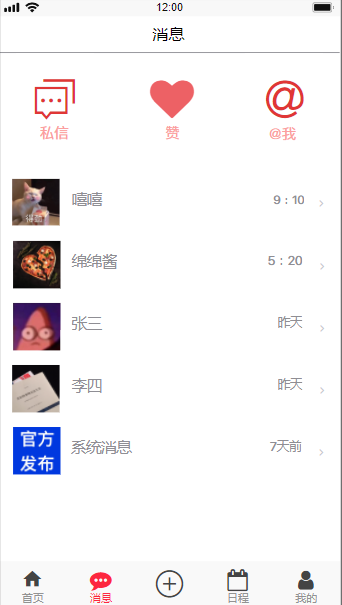 12:00
消息
私信
赞
@我
嘻嘻
9：10
绵绵酱
5：20
张三
昨天
李四
昨天
官方
发布
系统消息
7天前
首页
消息
日程
我的